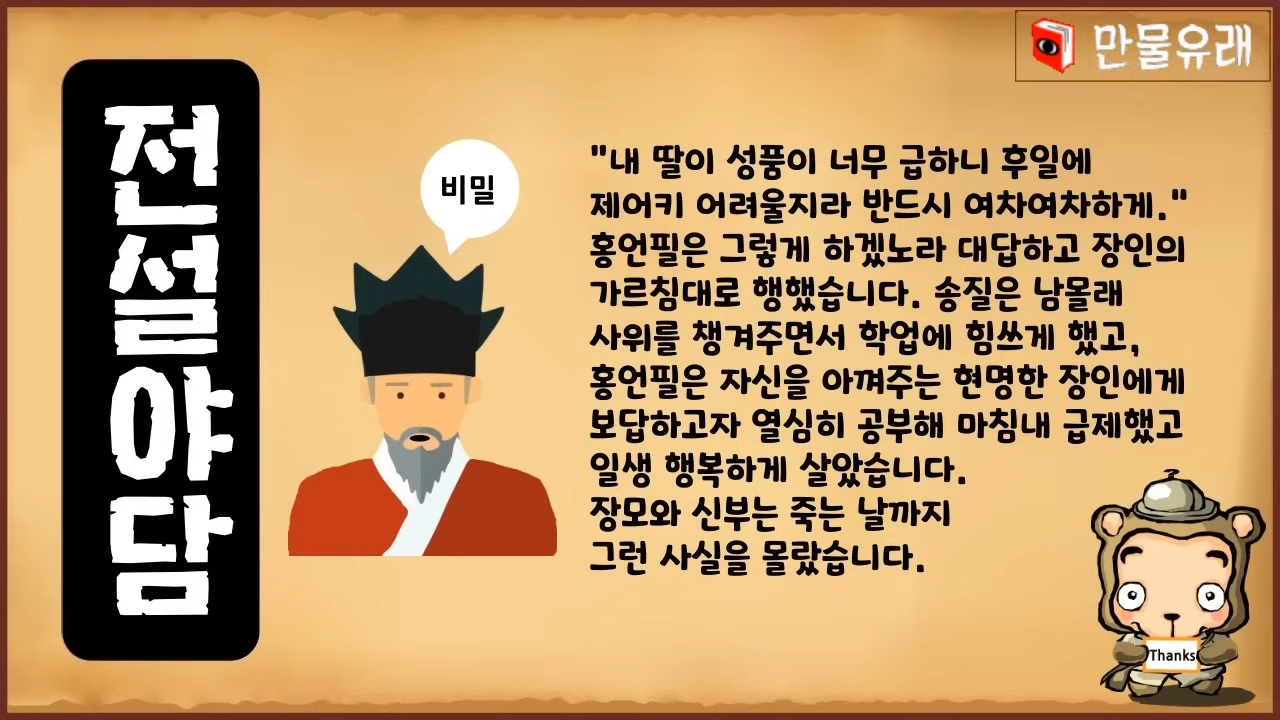 만물유래
전설야담
비밀
"내 딸이 성품이 너무 급하니 후일에
제어키 어려울지라 반드시 여차여차하게."
홍언필은 그렇게 하겠노라 대답하고 장인의
가르침대로 행했습니다. 송질은 남몰래
사위를 챙겨주면서 학업에 힘쓰게 했고,
홍언필은 자신을 아껴주는 현명한 장인에게
보답하고자 열심히 공부해 마침내 급제했고
일생 행복하게 살았습니다.
장모와 신부는 죽는 날까지
그런 사실을 몰랐습니다.
Thanks